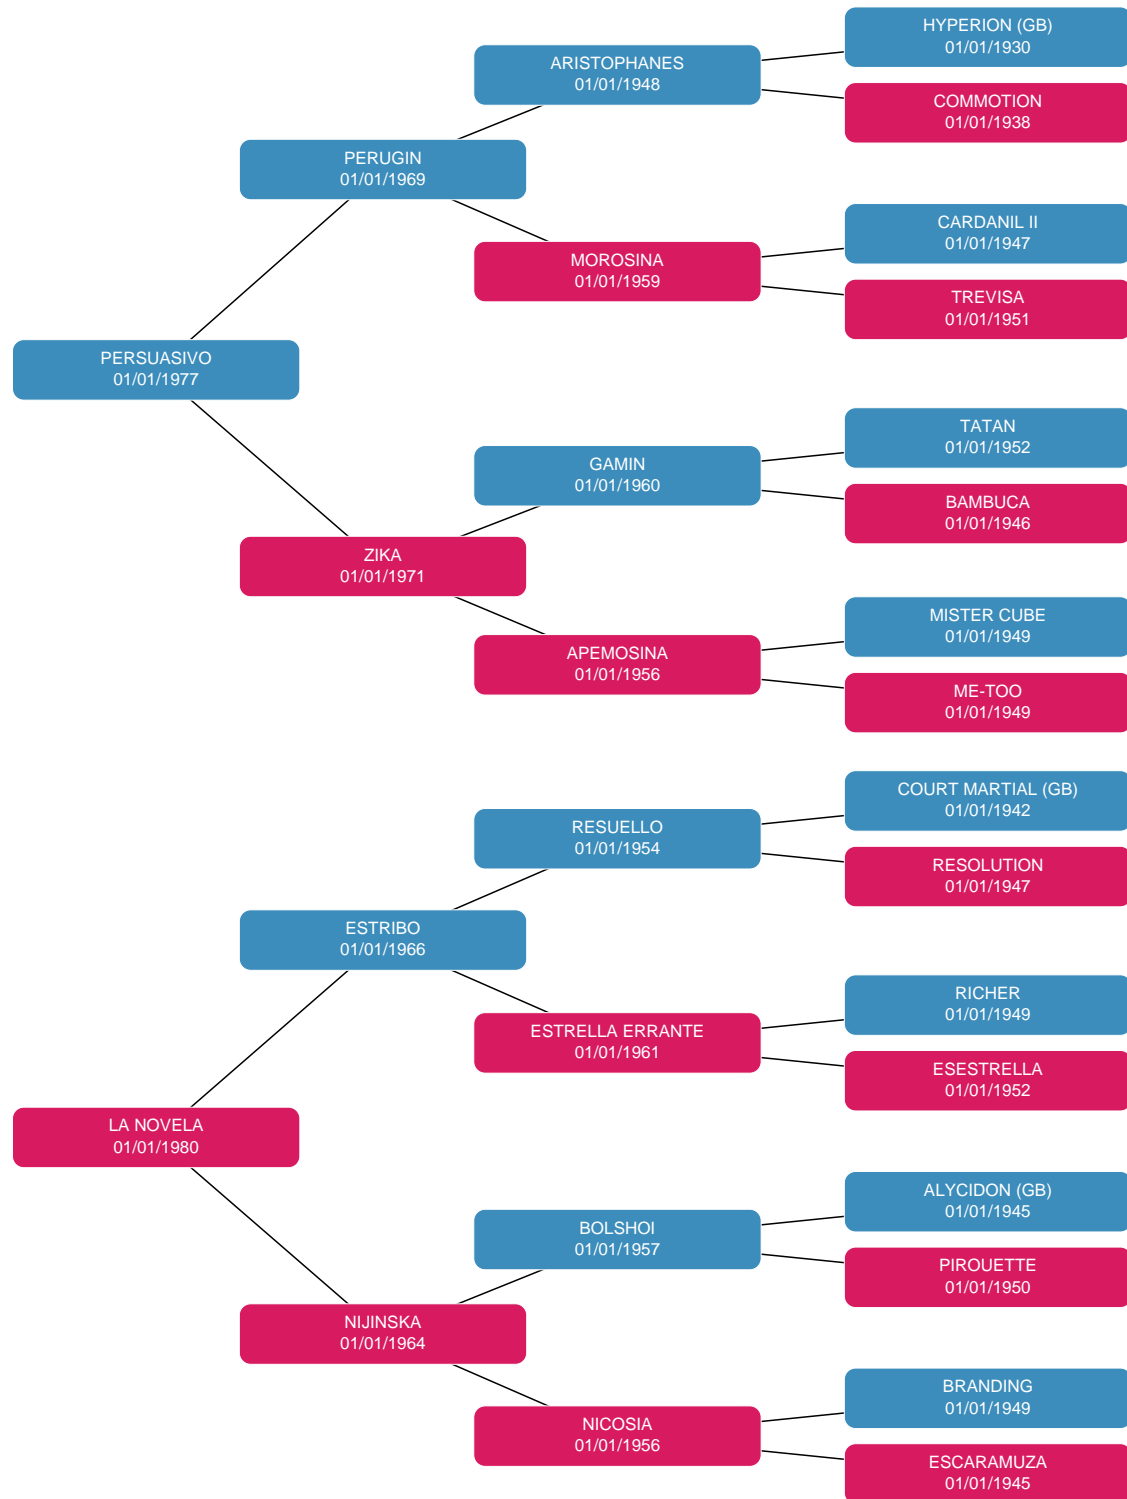 HYPERION (GB)
01/01/1930
ARISTOPHANES
01/01/1948
COMMOTION
01/01/1938
PERUGIN
01/01/1969
CARDANIL II
01/01/1947
MOROSINA
01/01/1959
TREVISA
01/01/1951
PERSUASIVO
01/01/1977
TATAN
01/01/1952
GAMIN
01/01/1960
BAMBUCA
01/01/1946
ZIKA
01/01/1971
MISTER CUBE
01/01/1949
APEMOSINA
01/01/1956
ME-TOO
01/01/1949
COURT MARTIAL (GB)
01/01/1942
RESUELLO
01/01/1954
RESOLUTION
01/01/1947
ESTRIBO
01/01/1966
RICHER
01/01/1949
ESTRELLA ERRANTE
01/01/1961
ESESTRELLA
01/01/1952
LA NOVELA
01/01/1980
ALYCIDON (GB)
01/01/1945
BOLSHOI
01/01/1957
PIROUETTE
01/01/1950
NIJINSKA
01/01/1964
BRANDING
01/01/1949
NICOSIA
01/01/1956
ESCARAMUZA
01/01/1945